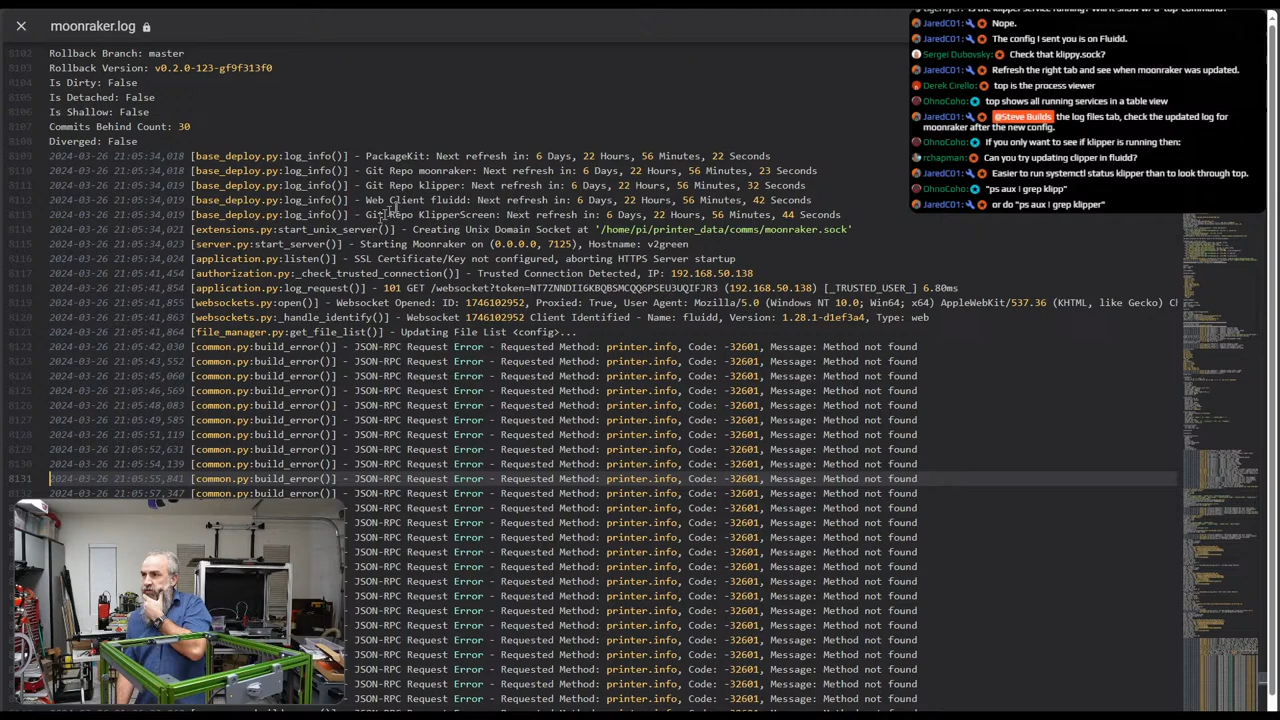 moonraker.log
8102 Rollback Branch: master
8103 Rollback Version: v0.2.0-123-gf9f313f0
8104 Is Dirty: False
8105 Is Detached: False
8106 Is Shallow: False
8107 Commits Behind Count: 30
8108 Diverged: False
8109 2024-03-26 21:05:34,018 [base_deploy.py:log_info()] - PackageKit: Next refresh in: 6 Days, 22 Hours, 56 Minutes, 22 Seconds
8110 2024-03-26 21:05:34,019 [base_deploy.py:log_info()] - Git Repo moonraker: Next refresh in: 6 Days, 22 Hours, 56 Minutes, 23 Seconds
8111 2024-03-26 21:05:34,019 [base_deploy.py:log_info()] - Git Repo klipper: Next refresh in: 6 Days, 22 Hours, 56 Minutes, 32 Seconds
8112 2024-03-26 21:05:34,019 [base_deploy.py:log_info()] - Web Client fluidd: Next refresh in: 6 Days, 22 Hours, 56 Minutes, 42 Seconds
8113 2024-03-26 21:05:34,019 [base_deploy.py:log_info()] - Git Repo KlipperScreen: Next refresh in: 6 Days, 22 Hours, 56 Minutes, 44 Seconds
8114 2024-03-26 21:05:34,021 [extensions.py:start_unix_server()] - Creating Unix Domain Socket at '/home/pi/printer_data/comms/moonraker.sock'
8115 2024-03-26 21:05:34,023 [server.py:start_server()] - Starting Moonraker on (0.0.0.0, 7125), Hostname: v2green
8116 2024-03-26 21:05:34,024 [application.py:listen()] - SSL Certificate/Key not configured, aborting HTTPS Server startup
8117 2024-03-26 21:05:41,454 [authorization.py:_check_trusted_connection()] - Trusted Connection Detected, IP: 192.168.50.138
8118 2024-03-26 21:05:41,854 [application.py:log_request()] - 101 GET
(192.168.50.138) [_TRUSTED_USER_] 6.80ms
8119 2024-03-26 21:05:41,855 [websockets.py:open()] - Websocket Opened: ID: 1746102952, Proxied: True, User Agent: Mozilla/5.0 (Windows NT 10.0; Win64; x64) AppleWebKit/537.36 (KHTML, like Gecko) C
8120 2024-03-26 21:05:41,863 [websockets.py:_handle_identify()] - Websocket 1746102952 Client Identified - Name: fluidd, Version: 1.28.1-d1ef3a4, Type: web
8121 2024-03-26 21:05:41,869 [file_manager.py:get_file_list()] - Updating File List <config>...
8122 2024-03-26 21:05:42,030 [common.py:build_error()] - JSON-RPC Request Error - Requested Method: printer.info, Code: -32601, Message: Method not found
8123 2024-03-26 21:05:43,552 [common.py:build_error()] - JSON-RPC Request Error - Requested Method: printer.info, Code: -32601, Message: Method not found
8124 2024-03-26 21:05:45,060 [common.py:build_error()] - JSON-RPC Request Error - Requested Method: printer.info, Code: -32601, Message: Method not found
8125 2024-03-26 21:05:46,569 [common.py:build_error()] - JSON-RPC Request Error - Requested Method: printer.info, Code: -32601, Message: Method not found
8126 2024-03-26 21:05:48,083 [common.py:build_error()] - JSON-RPC Request Error - Requested Method: printer.info, Code: -32601, Message: Method not found
8127 2024-03-26 21:05:49,585 [common.py:build_error()] - JSON-RPC Request Error - Requested Method: printer.info, Code: -32601, Message: Method not found
8128 2024-03-26 21:05:51,119 [common.py:build_error()] - JSON-RPC Request Error - Requested Method: printer.info, Code: -32601, Message: Method not found
8129 2024-03-26 21:05:52,631 [common.py:build_error()] - JSON-RPC Request Error - Requested Method: printer.info, Code: -32601, Message: Method not found
8130 2024-03-26 21:05:54,139 [common.py:build_error()] - JSON-RPC Request Error - Requested Method: printer.info, Code: -32601, Message: Method not found
8131 2024-03-26 21:05:55,841 [common.py:build_error()] - JSON-RPC Request Error - Requested Method: printer.info, Code: -32601, Message: Method not found
2024-03-26 21:05:57,347 [common.py:build_error()] - JSON-RPC Request Error - Requested Method: printer.info, Code: -32601, Message: Method not found
JSON-RPC Request Error - Requested Method: printer.info, Code: -32601, Message: Method not found
JSON-RPC Request Error - Requested Method: printer.info, Code: -32601, Message: Method not found
JSON-RPC Request Error - Requested Method: printer.info, Code: -32601, Message: Method not found
JSON-RPC Request Error - Requested Method: printer.info, Code: -32601, Message: Method not found
JSON-RPC Request Error - Requested Method: printer.info, Code: -32601, Message: Method not found
JSON-RPC Request Error - Requested Method: printer.info, Code: -32601, Message: Method not found
JSON-RPC Request Error - Requested Method: printer.info, Code: -32601, Message: Method not found
JSON-RPC Request Error - Requested Method: printer.info, Code: -32601, Message: Method not found
JSON-RPC Request Error - Requested Method: printer.info, Code: -32601, Message: Method not found
JSON-RPC Request Error - Requested Method: printer.info, Code: -32601, Message: Method not found
JSON-RPC Request Error - Requested Method: printer.info, Code: -32601, Message: Method not found
JSON-RPC Request Error - Requested Method: printer.info, Code: -32601, Message: Method not found
JSON-RPC Request Error - Requested Method: printer.info, Code: -32601, Message: Method not found
JSON-RPC Request Error - Requested Method: printer.info, Code: -32601, Message: Method not found
JaredC01: Nope.
JaredC01: The config I sent you is on Fluidd.
Sergei Dubovsky: Check that klippy.sock?
JaredC01: Refresh the right tab and see when moonraker was updated.
Derek Cirello: top is the process viewer
OhnoCoho: top shows all running services in a table view
JaredC01: @Steve Builds the log files tab, check the updated log for
moonraker after the new config.
OhnoCoho: If you only want to see if klipper is running then:
rchapman: Can you try updating clipper in fluidd?
JaredC01: Easier to run systemctl status klipper than to look through top.
OhnoCoho: "ps aux | grep klipp"
JaredC01: or do "ps aux | grep klipper"